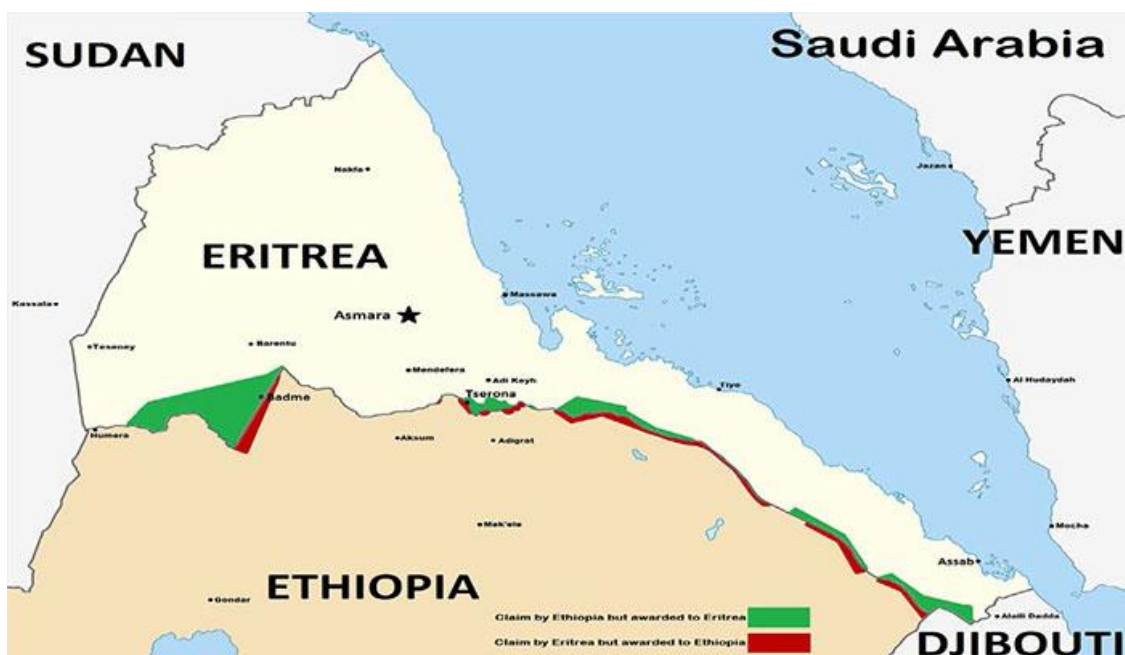 SUDAN
Saudi Arabia
Nakfa
Jazan
ERITREA
YEMEN
Kassala
Massawa
Asmara
Tesenay
Barentu
Mendefera
Adi Keyh
Al Hudaydah
Tiyo
Badme
Tserona
Humera
Aksum
Adigrat
Mek'ele
Mocha
Assab
ETHIOPIA
Gondar
Claim by Ethiopia but awarded to Eritrea
Alaili Dadda
Claim by Eritrea but awarded to Ethiopia
DJIBOUTI